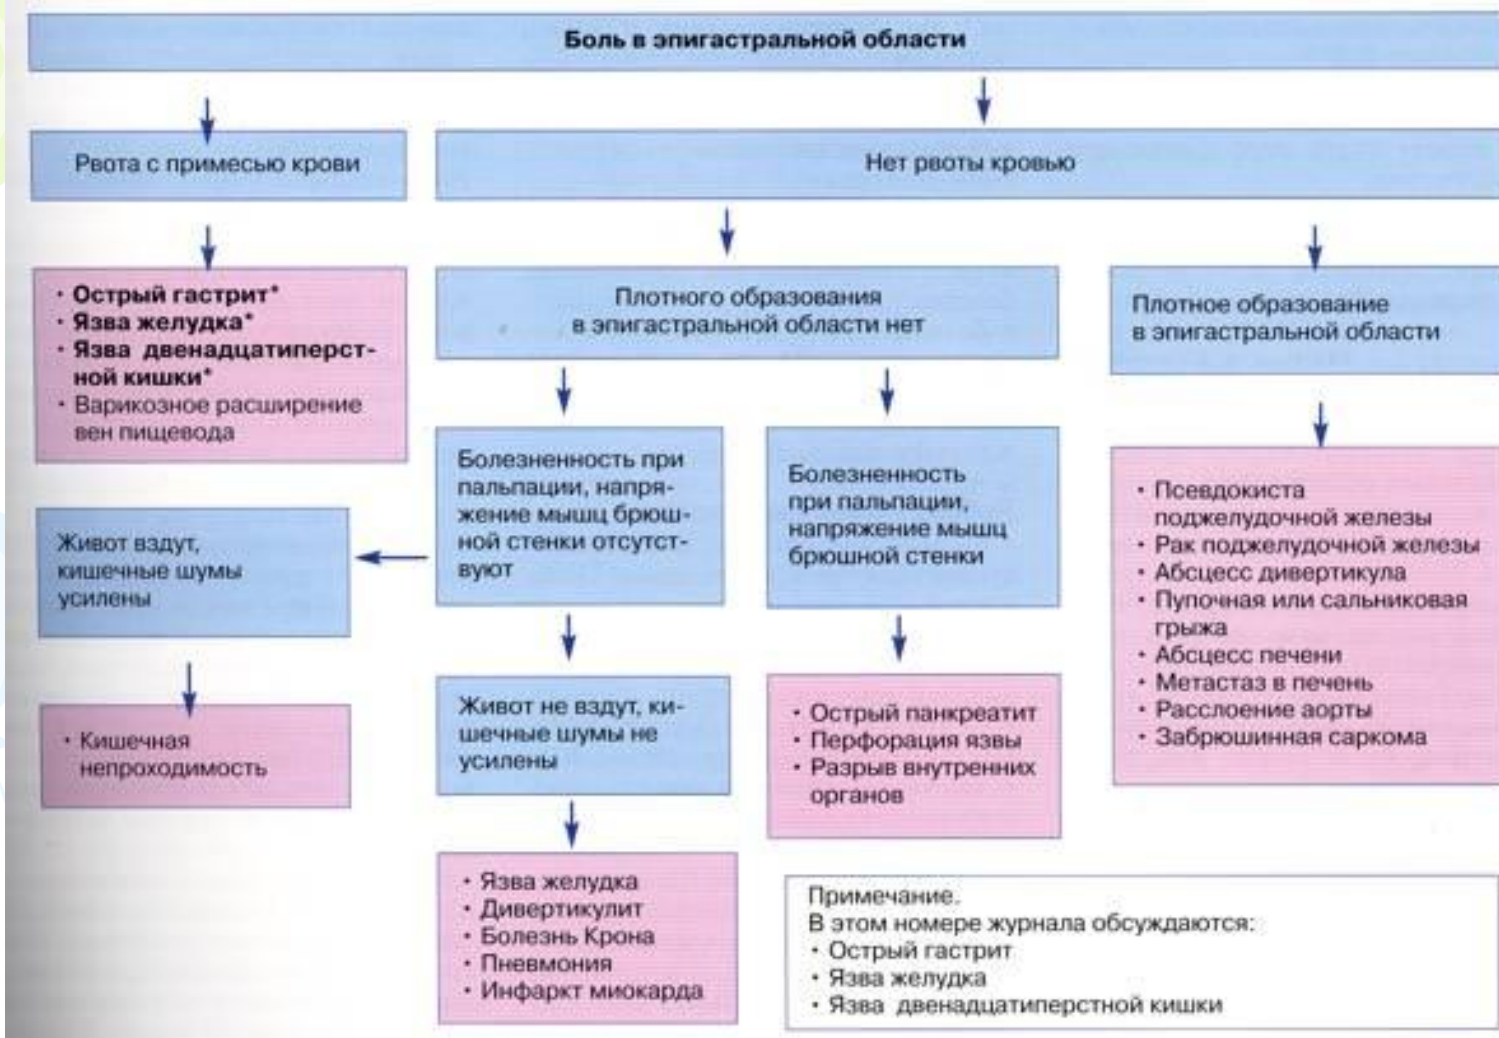 Боль в эпигастральной области
Рвота с примесью крови
Нет рвоты кровью
· Острый гастрит*
· Язва желудка*
· Язва двенадцатиперст-
ной кишки*
· Варикозное расширение
вен пищевода
Плотного образования
в эпигастральной области нет
Плотное образование
в эпигастральной области
Болезненность при
пальпации, напря-
жение мышц брюш-
ной стенки отсутст-
вуют
Болезненность
при пальпации,
напряжение мышц
брюшной стенки
· Псевдокиста
поджелудочной железы
· Рак поджелудочной железы
· Абсцесс дивертикула
· Пупочная или сальниковая
грыжа
· Абсцесс печени
· Метастаз в печень
· Расслоение аорты
· Забрюшинная саркома
Живот вздут,
кишечные шумы
усилены
· Кишечная
непроходимость
Живот не вздут, ки-
шечные шумы не
усилены
· Острый панкреатит
· Перфорация язвы
· Разрыв внутренних
органов
· Язва желудка
· Дивертикулит
· Болезнь Крона
· Пневмония
· Инфаркт миокарда
Примечание.
В этом номере журнала обсуждаются:
· Острый гастрит
· Язва желудка
· Язва двенадцатиперстной кишки